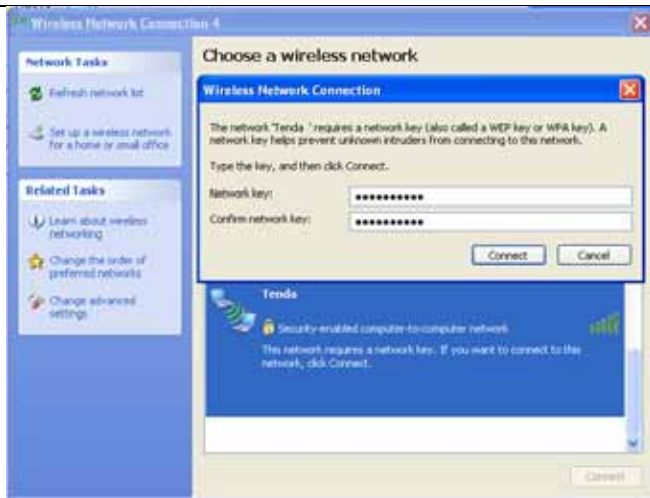 Wireless Network Connection 4
Network Tasks
Refresh network list
Set up a wireless network
for a home or small office
Related Tasks
Learn about wireless
networking
Change the order of
preferred networks
Change advanced
settings
Choose a wireless network
Wireless Network Connection
The network 'Tenda ' requires a network key (also called a WEP key or WPA key). A
network key helps prevent unknown intruders from connecting to this network.
Type the key, and then click Connect.
Network key: ••••••••••
Confirm network key: ••••••••••
Connect Cancel
Tenda
Security-enabled computer-to-computer network
This network requires a network key. If you want to connect to this
network, click Connect.
Connect